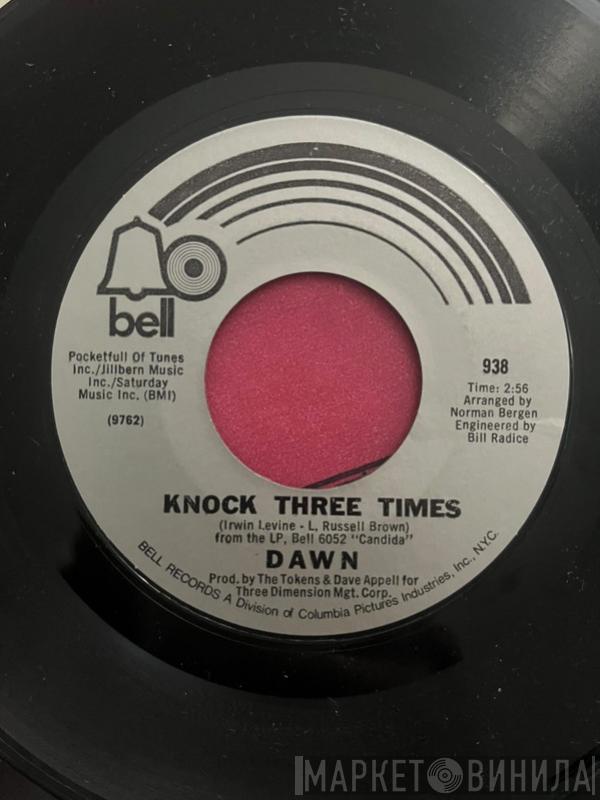 bell
Pocketfull Of Tunes
Inc./Jillbern Music
Inc./Saturday
Music Inc. (BMI)
(9762)
938
Time: 2:56
Arranged by
Norman Bergen
Engineered by
Bill Radice
KNOCK THREE TIMES
(Irwin Levine - L. Russell Brown)
from the LP, Bell 6052 "Candida"
DAWN
Prod. by The Tokens & Dave Appell for
Three Dimension Mgt. Corp.
BELL RECORDS A Division of Columbia Pictures Industries, Inc., N.Y.C.
МАРКЕТ ВИНИЛА